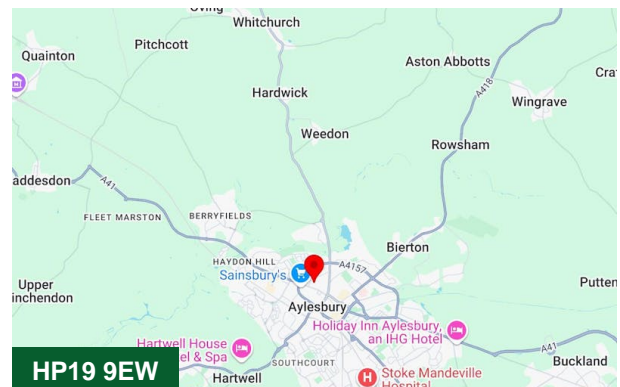 Oving
Whitchurch
Pitchcott
Quainton
Aston Abbotts
Cra
A418
Hardwick
Wingrave
Weedon
Rowsham
addesdon
A41
FLEET MARSTON
BERRYFIELDS
Bierton
HAYDON HILL
A4157
Sainsbury's
Upper
inchendon
Putten
Aylesbury
Holiday Inn Aylesbury,
an IHG Hotel
Hartwell House
el & Spa
A41
SOUTHCOURT
Buckland
HP19 9EW
Hartwell
H
Stoke Mandeville
Hospital